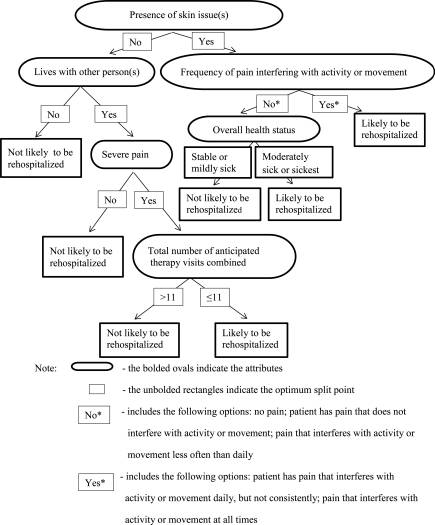 Presence of skin issue(s)
No
Yes
Lives with other person(s)
Frequency of pain interfering with activity or movement
No
Yes
No*
Yes*
Not likely to be
rehospitalized
Severe pain
Overall health status
Likely to be
rehospitalized
Stable or
mildly sick
Moderately
sick or sickest
No
Yes
Not likely to be
rehospitalized
Likely to be
rehospitalized
Not likely to be
rehospitalized
Total number of anticipated
therapy visits combined
>11
≤11
Not likely to be
rehospitalized
Likely to be
rehospitalized
Note:
- the bolded ovals indicate the attributes
- the unbolded rectangles indicate the optimum split point
No*
- includes the following options: no pain; patient has pain that does not
interfere with activity or movement; pain that interferes with activity or
movement less often than daily
Yes*
- includes the following options: patient has pain that interferes with
activity or movement daily, but not consistently; pain that interferes with
activity or movement at all times